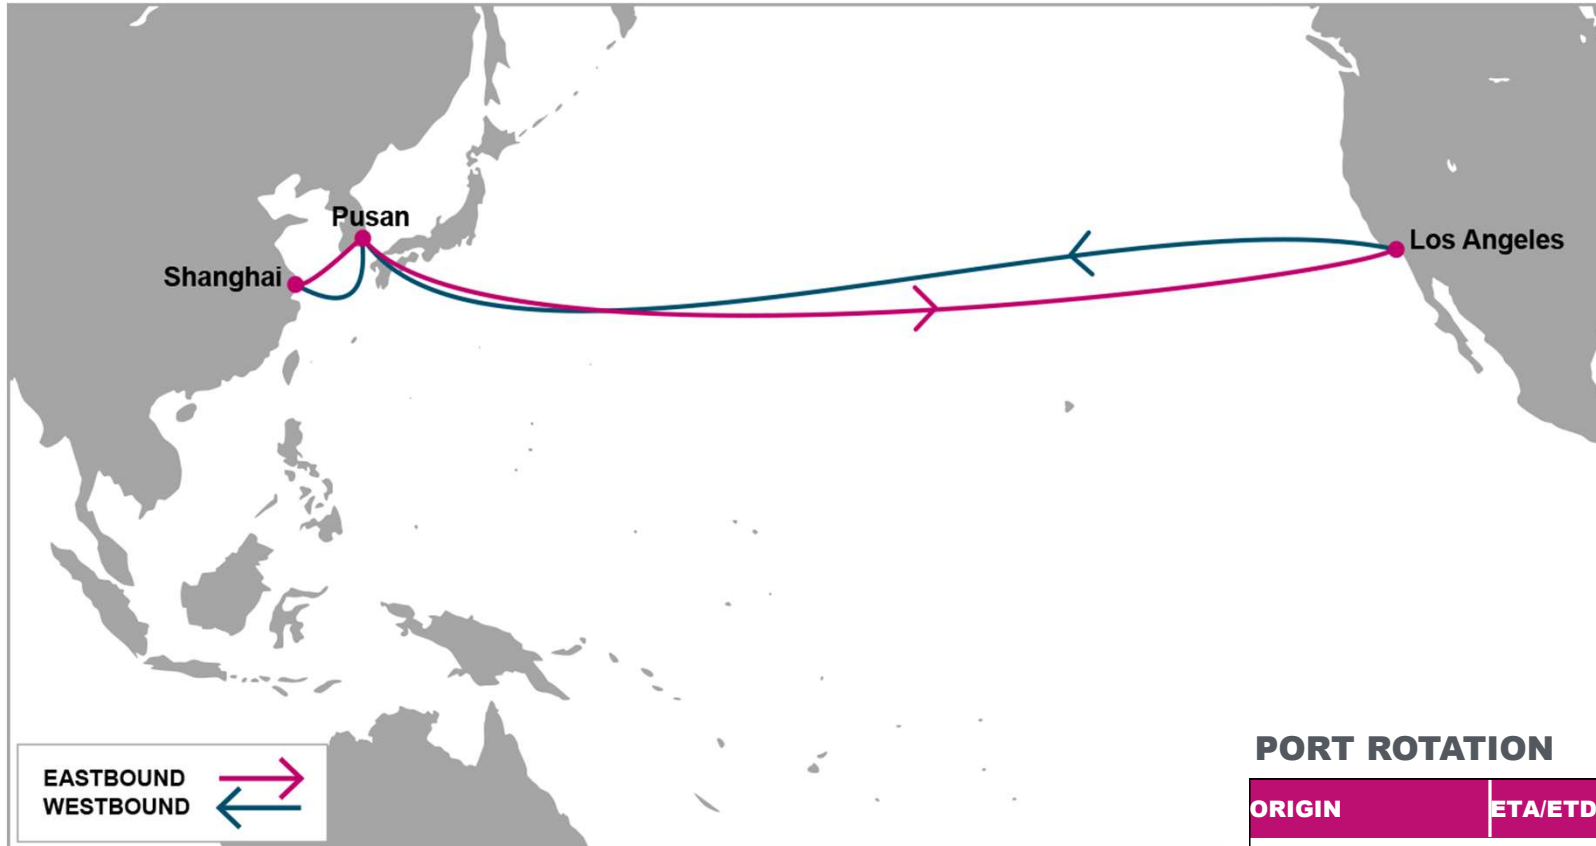 Pusan
Shanghai
Los Angeles
EASTBOUND
WESTBOUND
PORT ROTATION
ORIGIN ETA/ETD